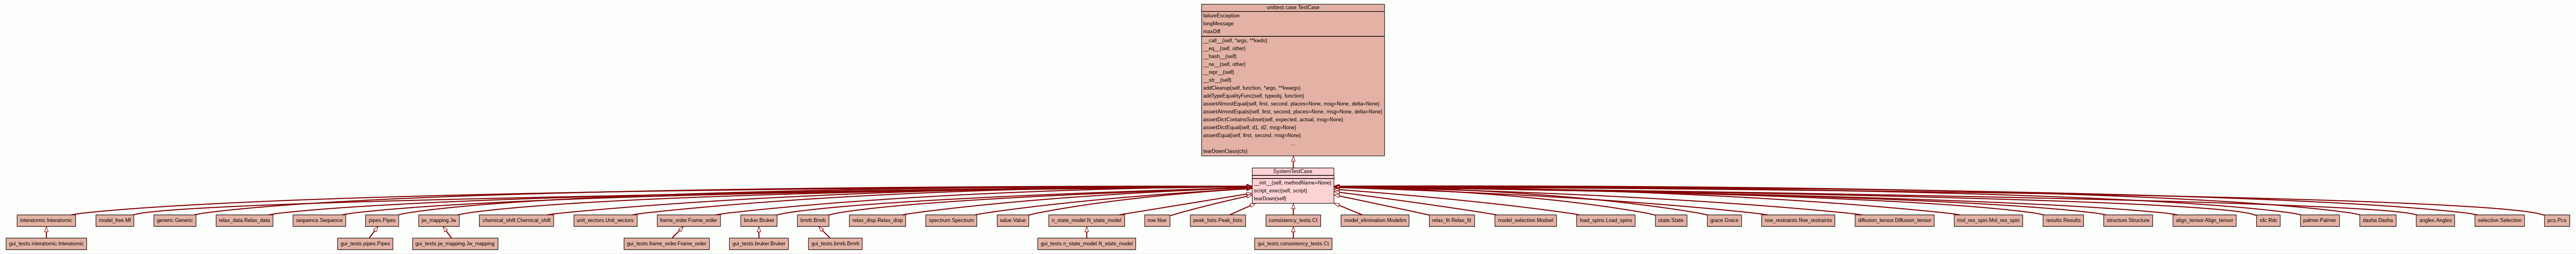 unittest.case.TestCase
failureException
longMessage
maxDiff
__call__(self, *args, **kwds)
__eq__(self, other)
__hash__(self)
__ne__(self, other)
__repr__(self)
__str__(self)
addCleanup(self, function, *args, **kwargs)
addTypeEqualityFunc(self, typeobj, function)
assertAlmostEqual(self, first, second, places=None, msg=None, delta=None)
assertAlmostEquals(self, first, second, places=None, msg=None, delta=None)
assertDictContainsSubset(self, expected, actual, msg=None)
assertDictEqual(self, d1, d2, msg=None)
assertEqual(self, first, second, msg=None)
...
tearDownClass(cls)
SystemTestCase
__init__(self, methodName=None)
script_exec(self, script)
tearDown(self)
interatomic.Interatomic
model_free.Mf
generic.Generic
relax_data.Relax_data
sequence.Sequence
pipes.Pipes
jw_mapping.Jw
chemical_shift.Chemical_shift
unit_vectors.Unit_vectors
frame_order.Frame_order
bruker.Bruker
bmrb.Bmrb
relax_disp.Relax_disp
spectrum.Spectrum
value.Value
n_state_model.N_state_model
noe.Noe
peak_lists.Peak_lists
consistency_tests.Ct
model_elimination.Modelim
relax_fit.Relax_fit
model_selection.Modsel
load_spins.Load_spins
state.State
grace.Grace
noe_restraints.Noe_restraints
diffusion_tensor.Diffusion_tensor
mol_res_spin.Mol_res_spin
results.Results
structure.Structure
align_tensor.Align_tensor
rdc.Rdc
palmer.Palmer
dasha.Dasha
angles.Angles
selection.Selection
pcs.Pcs
gui_tests.interatomic.Interatomic
gui_tests.pipes.Pipes
gui_tests.jw_mapping.Jw_mapping
gui_tests.frame_order.Frame_order
gui_tests.bruker.Bruker
gui_tests.bmrb.Bmrb
gui_tests.n_state_model.N_state_model
gui_tests.consistency_tests.Ct